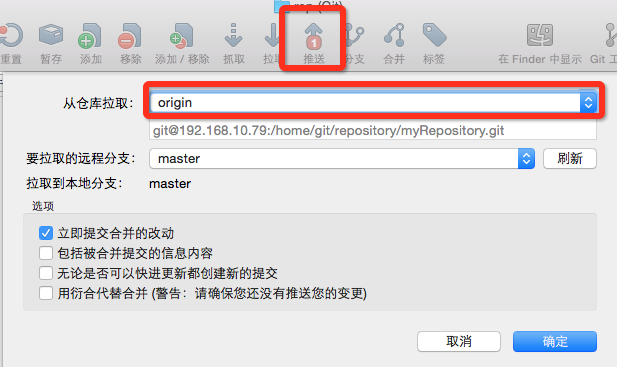 rep (Git)
重置 暂存 添加 移除 添加 / 移除 抓取 拉取 推送 分支 合并 标签 在 Finder 中显示 Git
1
从仓库拉取: origin
git@192.168.10.79:/home/git/repository/myRepository.git
要拉取的远程分支: master 刷新
拉取到本地分支: master
选项
立即提交合并的改动
包括被合并提交的信息内容
无论是否可以快进更新都创建新的提交
用衍合代替合并 (警告：请确保您还没有推送您的变更)
取消 确定